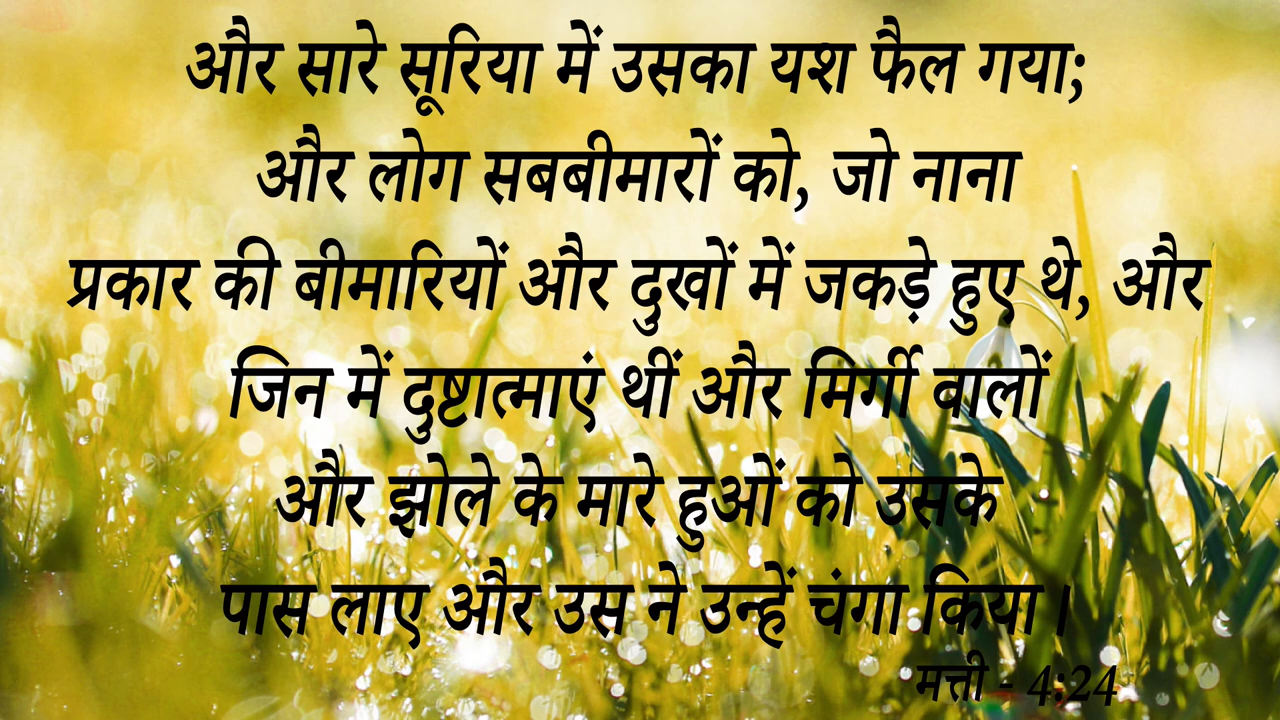 और सारे सूरिया में उसका यश फैल गया;
और लोग सबबीमारों को, जो नाना
प्रकार की बीमारियों और दुखों में जकड़े हुए थे, और
जिन में दुष्टात्माएं थीं और मिर्गी वालों
और झोले के मारे हुओं को उसके
पास लाए और उस ने उन्हें चंगा किया।
मत्ती - 4:24